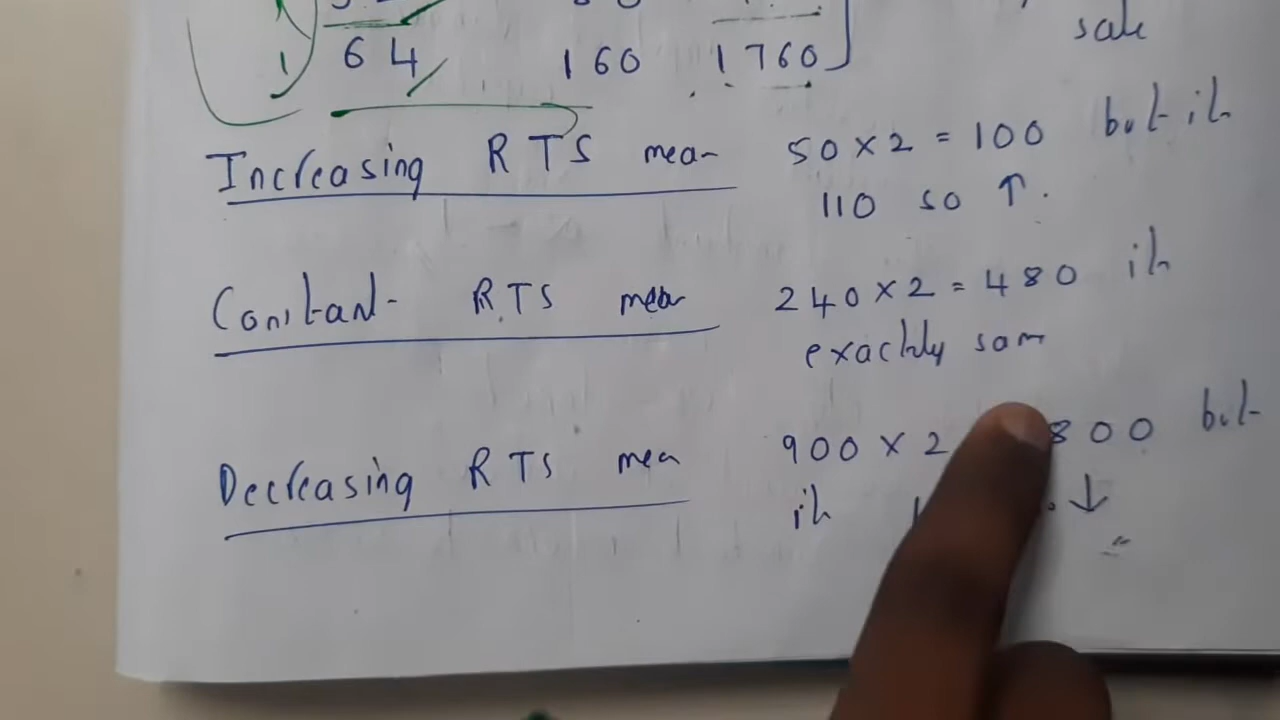 sale
64 160 1760
Increasing RTS mean 50 x 2 = 100 but it
110 so ↑.
Constant RTS mean 240 x 2 = 480 it
exactly same
Decreasing RTS mean 900 x 2 800 but
it ↓